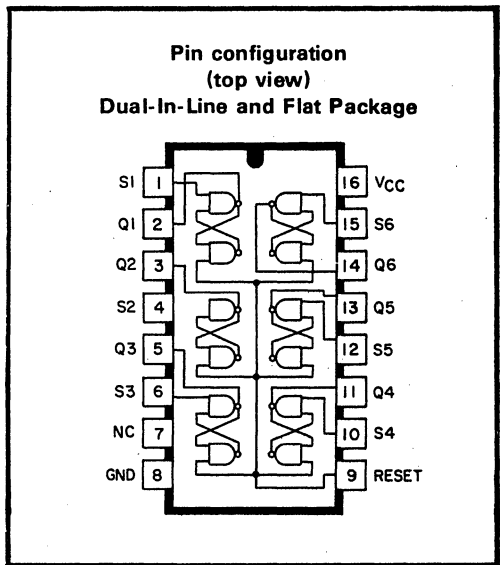 Pin configuration
(top view)
Dual-In-Line and Flat Package
S1 1
Q1 2
Q2 3
S2 4
Q3 5
S3 6
NC 7
GND 8
16 VCC
15 S6
14 Q6
13 Q5
12 S5
11 Q4
10 S4
9 RESET